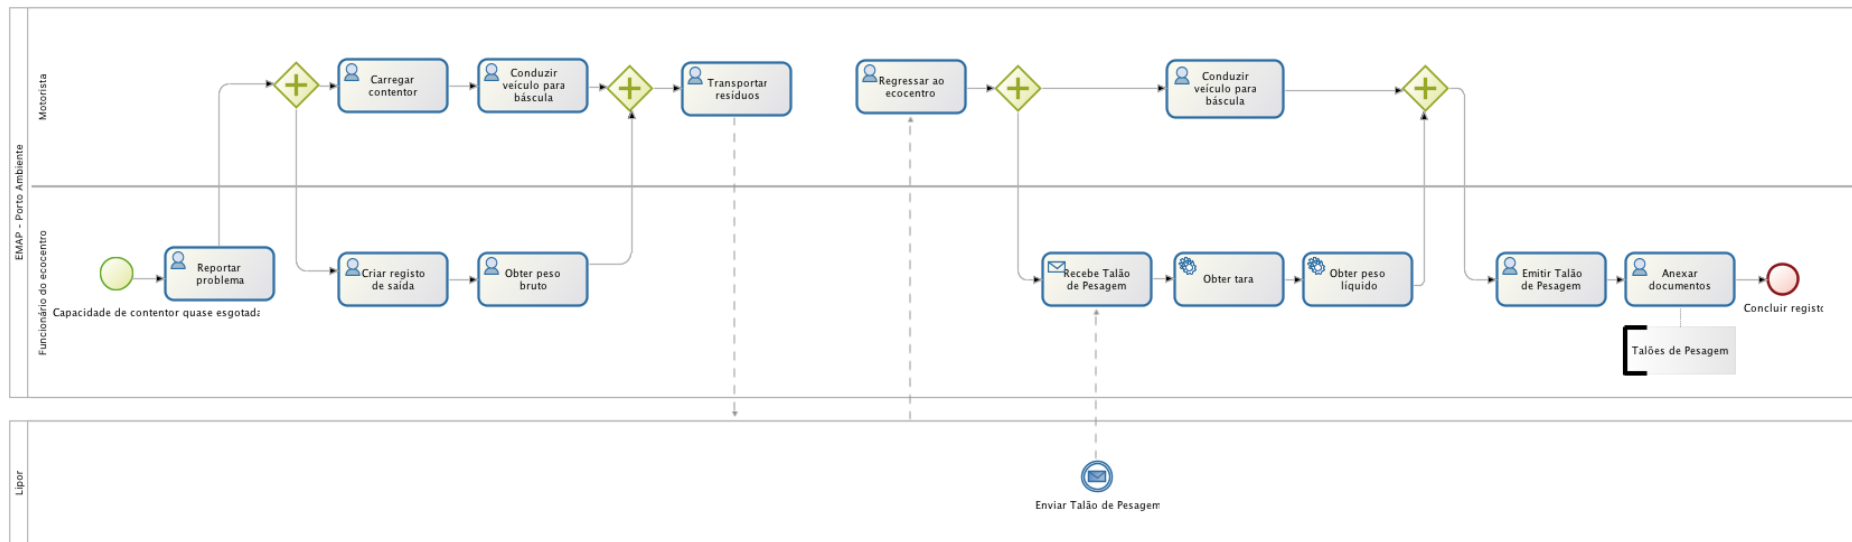 EMAP - Porto Ambiente
Motorista
Carregar
contentor
Conduzir
veículo para
báscula
Transportar
resíduos
Regressar ao
ecocentro
Conduzir
veículo para
báscula
Funcionário do ecocentro
Capacidade de contentor quase esgotada
Reportar
problema
Criar registo
de saída
Obter peso
bruto
Recebe Talão
de Pesagem
Obter tara
Obter peso
líquido
Emitir Talão
de Pesagem
Anexar
documentos
Concluir registo
Talões de Pesagem
Lipor
Enviar Talão de Pesagem